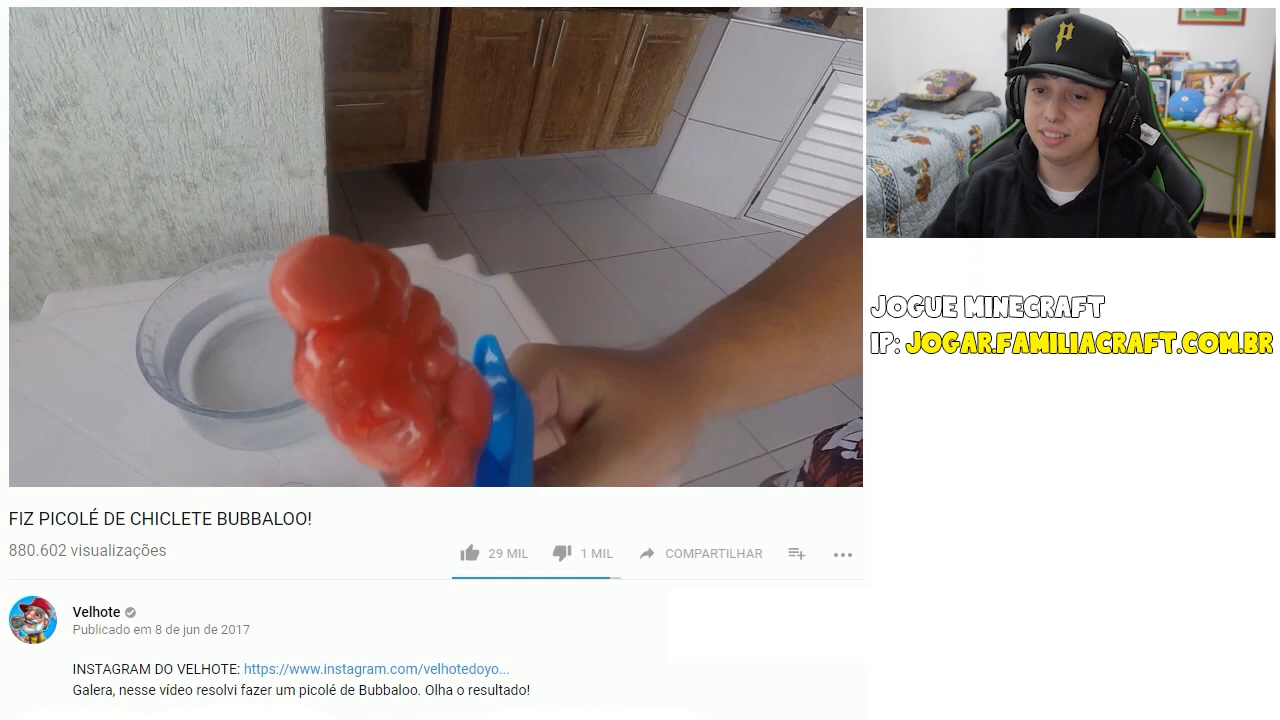 P
JOGUE MINECRAFT
IP: JOGAR.FAMILIACRAFT.COM.BR
FIZ PICOLÉ DE CHICLETE BUBBALOO!
880.602 visualizações
29 MIL
1 MIL
COMPARTILHAR
Velhote
Publicado em 8 de jun de 2017
INSTAGRAM DO VELHOTE: https://www.instagram.com/velhotedoyo...
Galera, nesse vídeo resolvi fazer um picolé de Bubbaloo. Olha o resultado!